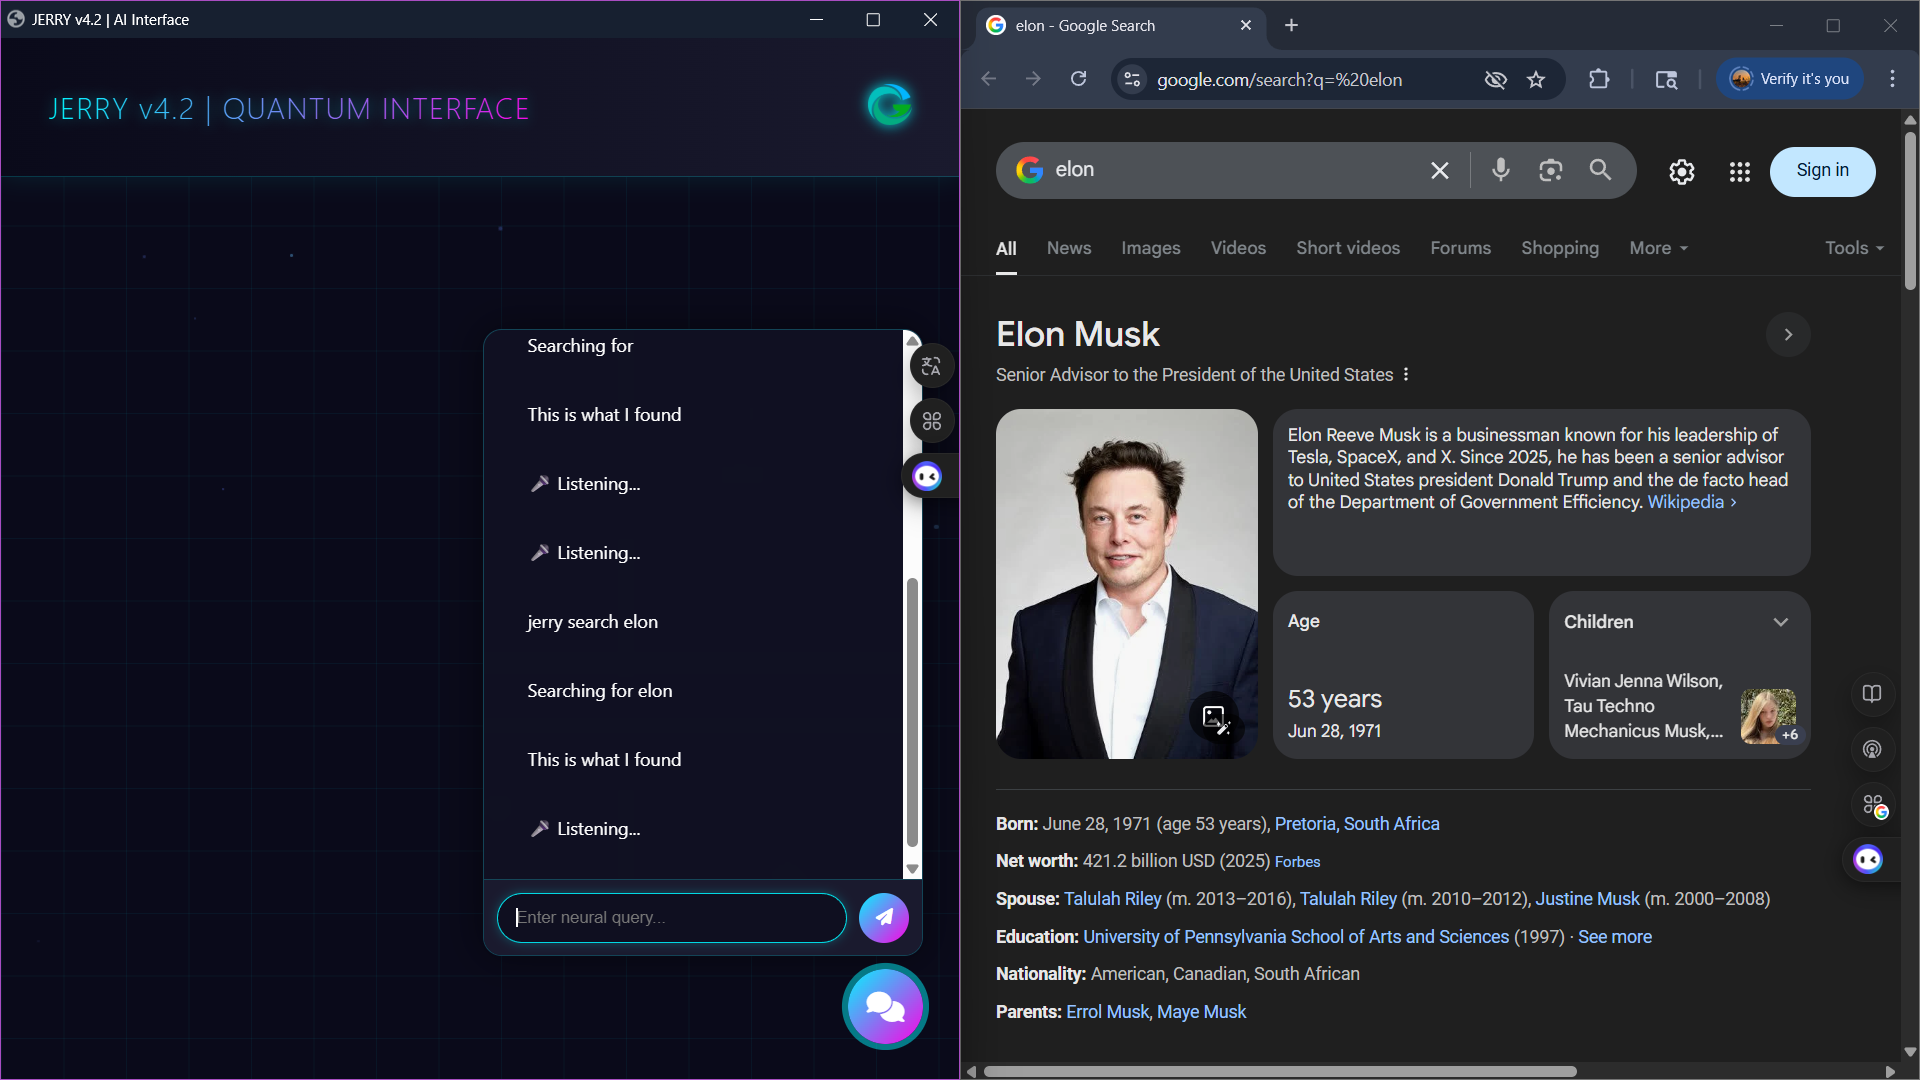 JERRY v4.2 | AI Interface
JERRY v4.2 | QUANTUM INTERFACE
Searching for
This is what I found
Listening...
Listening...
jerry search elon
Searching for elon
This is what I found
Listening...
Enter neural query...
elon - Google Search
google.com/search?q=%20elon
Verify it's you
elon
Sign in
All News Images Videos Short videos Forums Shopping More Tools
Elon Musk
Senior Advisor to the President of the United States
Elon Reeve Musk is a businessman known for his leadership of
Tesla, SpaceX, and X. Since 2025, he has been a senior advisor
to United States president Donald Trump and the de facto head
of the Department of Government Efficiency. Wikipedia ›
Age
53 years
Jun 28, 1971
Children
Vivian Jenna Wilson,
Tau Techno
Mechanicus Musk,...
+6
Born: June 28, 1971 (age 53 years), Pretoria, South Africa
Net worth: 421.2 billion USD (2025) Forbes
Spouse: Talulah Riley (m. 2013–2016), Talulah Riley (m. 2010–2012), Justine Musk (m. 2000–2008)
Education: University of Pennsylvania School of Arts and Sciences (1997) · See more
Nationality: American, Canadian, South African
Parents: Errol Musk, Maye Musk